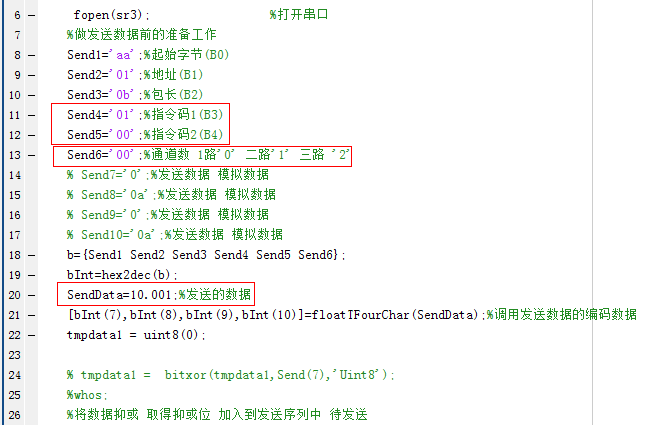 6 — fopen(sr3); %打开串口
7 %做发送数据前的准备工作
8 — Send1='aa';%起始字节(B0)
9 — Send2='01';%地址(B1)
10 — Send3='0b';%包长(B2)
11 — Send4='01';%指令码1(B3)
12 — Send5='00';%指令码2(B4)
13 — Send6='00';%通道数 1路'0' 二路'1' 三路 '2'
14 % Send7='0';%发送数据 模拟数据
15 % Send8='0a';%发送数据 模拟数据
16 % Send9='0';%发送数据 模拟数据
17 % Send10='0a';%发送数据 模拟数据
18 — b={Send1 Send2 Send3 Send4 Send5 Send6};
19 — bInt=hex2dec(b);
20 — SendData=10.001;%发送的数据
21 — [bInt(7),bInt(8),bInt(9),bInt(10)]=floatTFourChar(SendData);%调用发送数据的编码数据
22 — tmpdata1 = uint8(0);
23
24 % tmpdata1 = bitxor(tmpdata1,Send(7),'Uint8');
25 %whos;
26 %将数据抑或 取得抑或位 加入到发送序列中 待发送